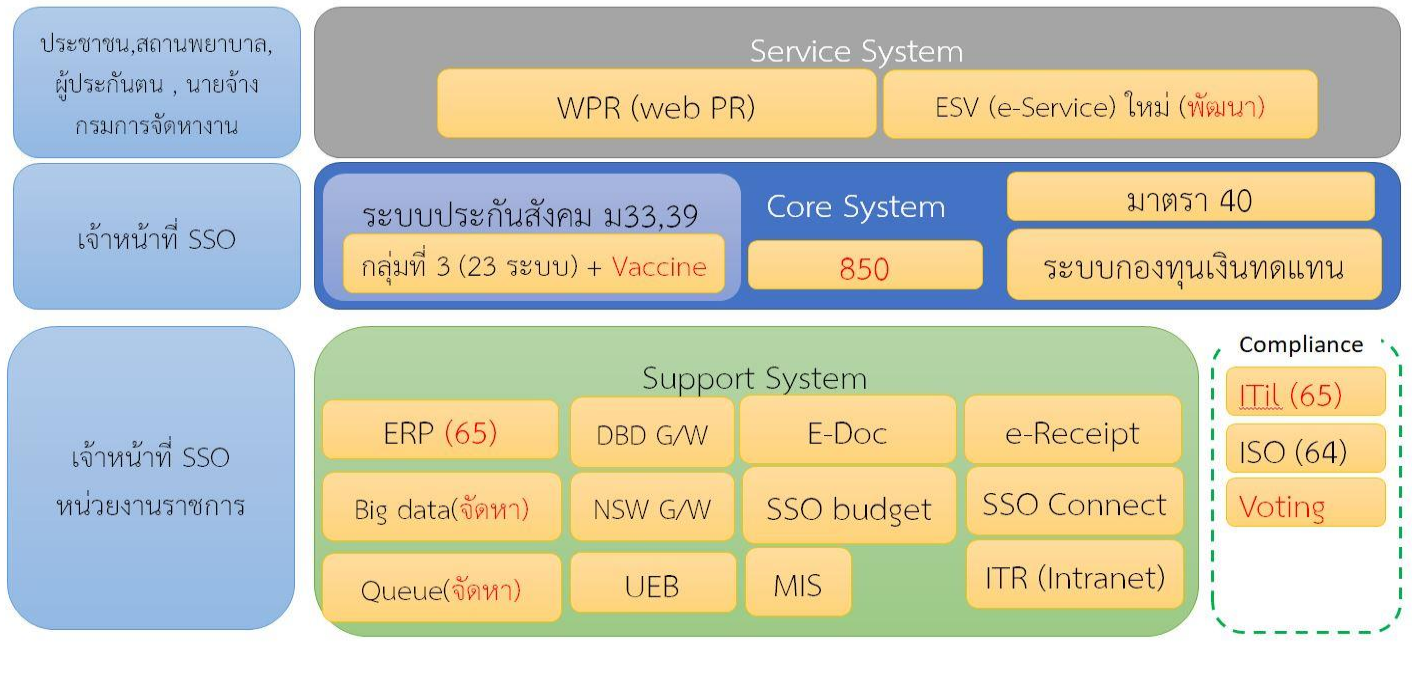 ประชาชน,สถานพยาบาล,
ผู้ประกันตน , นายจ้าง
กรมการจัดหางาน
Service System
WPR (web PR)
ESV (e-Service) ใหม่ (พัฒนา)
เจ้าหน้าที่ SSO
ระบบประกันสังคม ม33,39
กลุ่มที่ 3 (23 ระบบ) + Vaccine
Core System
850
มาตรา 40
ระบบกองทุนเงินทดแทน
เจ้าหน้าที่ SSO
หน่วยงานราชการ
Support System
ERP (65)
DBD G/W
E-Doc
e-Receipt
Big data(จัดหา)
NSW G/W
SSO budget
SSO Connect
Queue(จัดหา)
UEB
MIS
ITR (Intranet)
Compliance
ITil (65)
ISO (64)
Voting